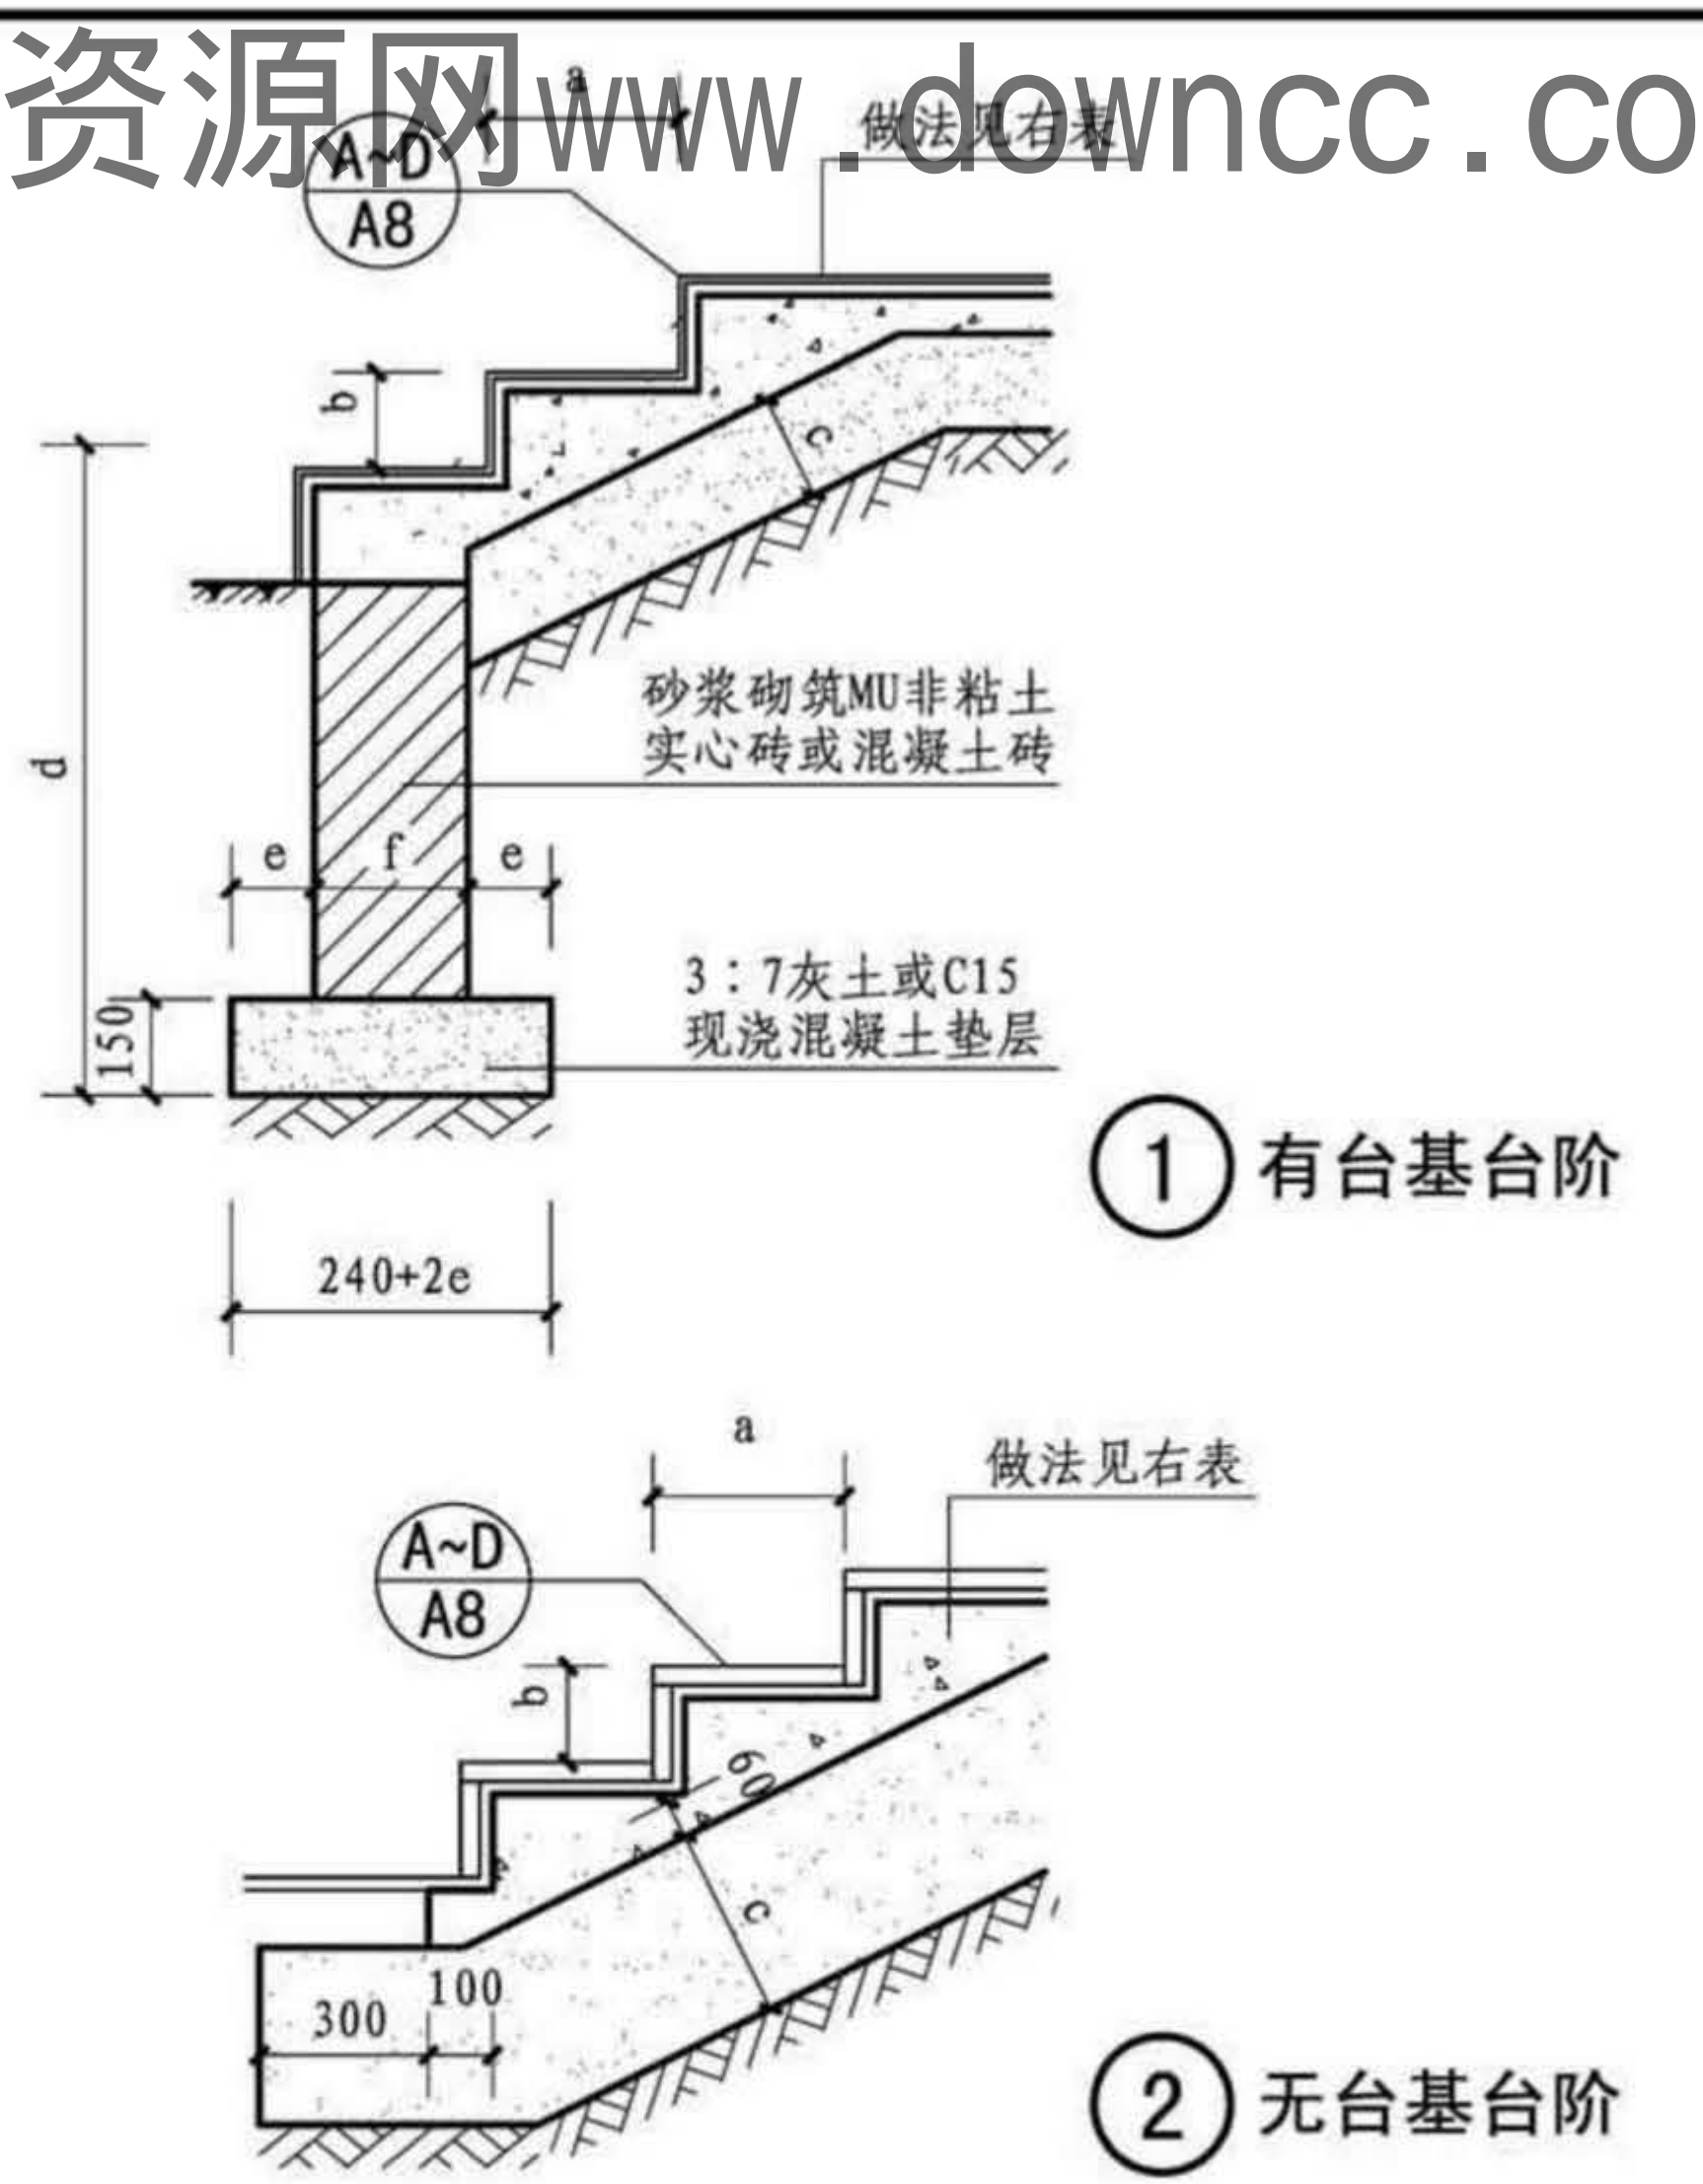 资源网www.downcc.co
a
做法见右表
A~D
A8
b
c
d
砂浆砌筑MU非粘土
实心砖或混凝土砖
e
f
e
3：7灰土或C15
现浇混凝土垫层
150
1 有台基台阶
240+2e
a
做法见右表
A~D
A8
b
60
c
100
300
2 无台基台阶